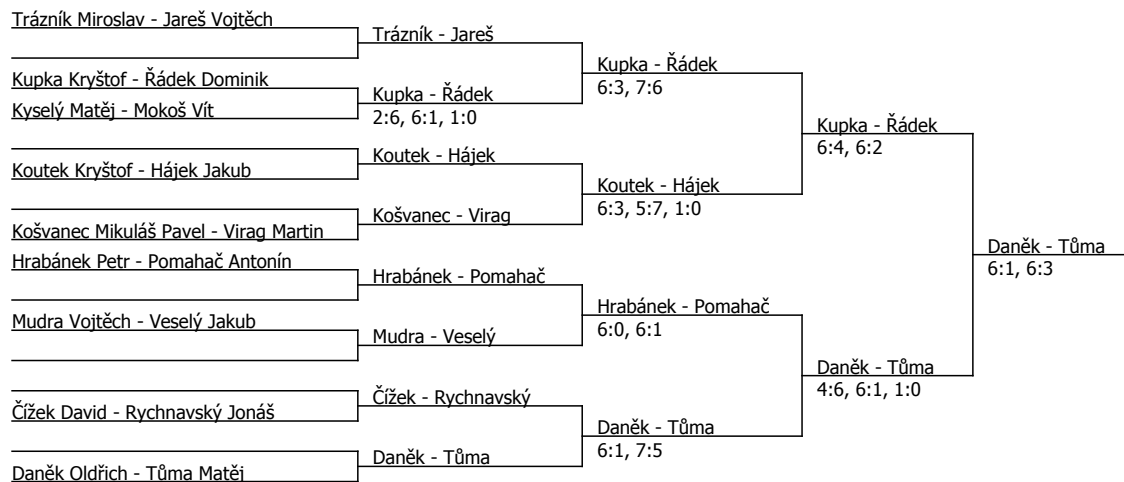 Trázník Miroslav - Jareš Vojtěch
Kupka Kryštof - Řádek Dominik
Kyselý Matěj - Mokoš Vít
Koutek Kryštof - Hájek Jakub
Košvanec Mikuláš Pavel - Virag Martin
Hrabánek Petr - Pomahač Antonín
Mudra Vojtěch - Veselý Jakub
Čížek David - Rychnavský Jonáš
Daněk Oldřich - Tůma Matěj
Trázník - Jareš
Kupka - Řádek
2:6, 6:1, 1:0
Koutek - Hájek
Košvanec - Virag
Hrabánek - Pomahač
Mudra - Veselý
Čížek - Rychnavský
Daněk - Tůma
Kupka - Řádek
6:3, 7:6
Koutek - Hájek
6:3, 5:7, 1:0
Hrabánek - Pomahač
6:0, 6:1
Daněk - Tůma
6:1, 7:5
Kupka - Řádek
6:4, 6:2
Daněk - Tůma
4:6, 6:1, 1:0
Daněk - Tůma
6:1, 6:3